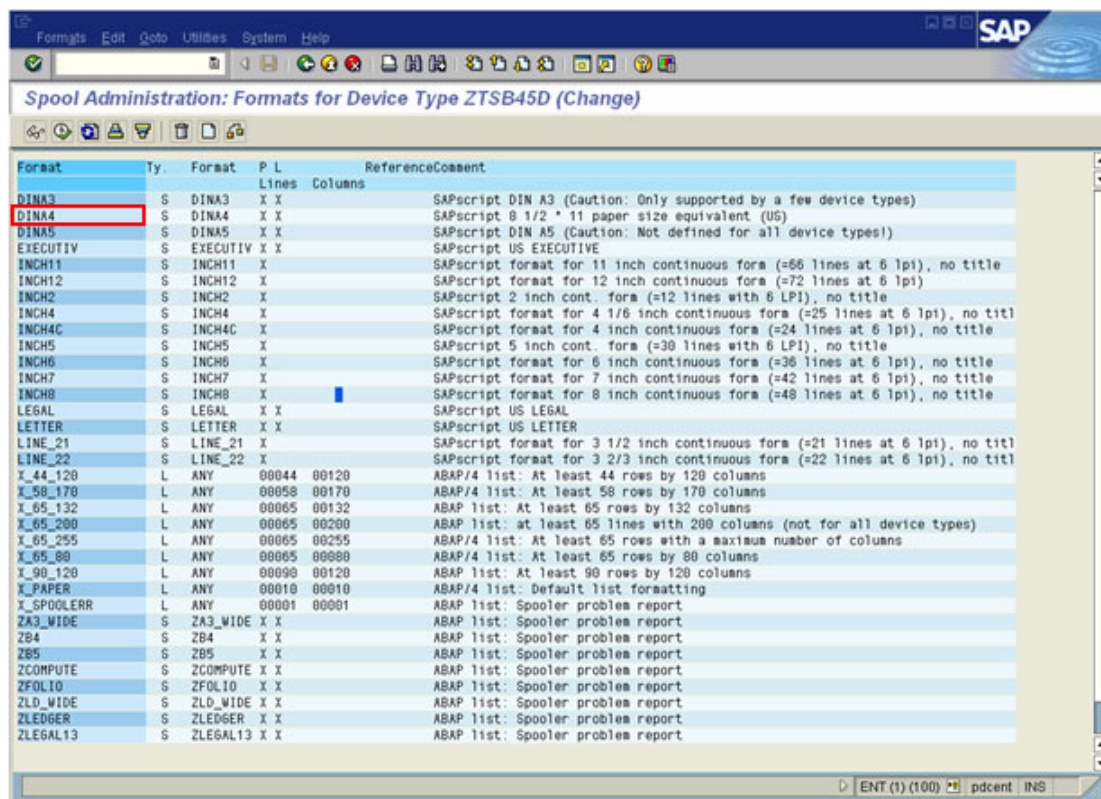 Formats Edit Goto Utilities System Help
SAP
Spool Administration: Formats for Device Type ZTSB45D (Change)
Format Ty. Format P L ReferenceComment
Lines Columns
DINA3 S DINA3 X X SAPscript DIN A3 (Caution: Only supported by a few device types)
DINA4 S DINA4 X X SAPscript 8 1/2 * 11 paper size equivalent (US)
DINA5 S DINA5 X X SAPscript DIN A5 (Caution: Not defined for all device types!)
EXECUTIV S EXECUTIV X X SAPscript US EXECUTIVE
INCH11 S INCH11 X SAPscript format for 11 inch continuous form (=66 lines at 6 lpi), no title
INCH12 S INCH12 X SAPscript format for 12 inch continuous form (=72 lines at 6 lpi)
INCH2 S INCH2 X SAPscript 2 inch cont. form (=12 lines with 6 LPI), no title
INCH4 S INCH4 X SAPscript format for 4 1/6 inch continuous form (=25 lines at 6 lpi), no titl
INCH4C S INCH4C X SAPscript format for 4 inch continuous form (=24 lines at 6 lpi), no title
INCH5 S INCH5 X SAPscript 5 inch cont. form (=30 lines with 6 LPI), no title
INCH6 S INCH6 X SAPscript format for 6 inch continuous form (=36 lines at 6 lpi), no title
INCH7 S INCH7 X SAPscript format for 7 inch continuous form (=42 lines at 6 lpi), no title
INCH8 S INCH8 X SAPscript format for 8 inch continuous form (=48 lines at 6 lpi), no title
LEGAL S LEGAL X X SAPscript US LEGAL
LETTER S LETTER X X SAPscript US LETTER
LINE_21 S LINE_21 X SAPscript format for 3 1/2 inch continuous form (=21 lines at 6 lpi), no titl
LINE_22 S LINE_22 X SAPscript format for 3 2/3 inch continuous form (=22 lines at 6 lpi), no titl
X_44_120 L ANY 00044 00120 ABAP/4 list: At least 44 rows by 120 columns
X_58_170 L ANY 00058 00170 ABAP/4 list: At least 58 rows by 170 columns
X_65_132 L ANY 00065 00132 ABAP list: At least 65 rows by 132 columns
X_65_200 L ANY 00065 00200 ABAP list: at least 65 lines with 200 columns (not for all device types)
X_65_255 L ANY 00065 00255 ABAP/4 list: At least 65 rows with a maximum number of columns
X_65_80 L ANY 00065 00080 ABAP/4 list: At least 65 rows by 80 columns
X_90_120 L ANY 00090 00120 ABAP list: At least 90 rows by 120 columns
X_PAPER L ANY 00010 00010 ABAP/4 list: Default list formatting
X_SPOOLERR L ANY 00001 00001 ABAP list: Spooler problem report
ZA3_WIDE S ZA3_WIDE X X ABAP list: Spooler problem report
ZB4 S ZB4 X X ABAP list: Spooler problem report
ZB5 S ZB5 X X ABAP list: Spooler problem report
ZCOMPUTE S ZCOMPUTE X X ABAP list: Spooler problem report
ZFOLIO S ZFOLIO X X ABAP list: Spooler problem report
ZLD_WIDE S ZLD_WIDE X X ABAP list: Spooler problem report
ZLEDGER S ZLEDGER X X ABAP list: Spooler problem report
ZLEGAL13 S ZLEGAL13 X X ABAP list: Spooler problem report
ENT (1) (100) pdcent INS